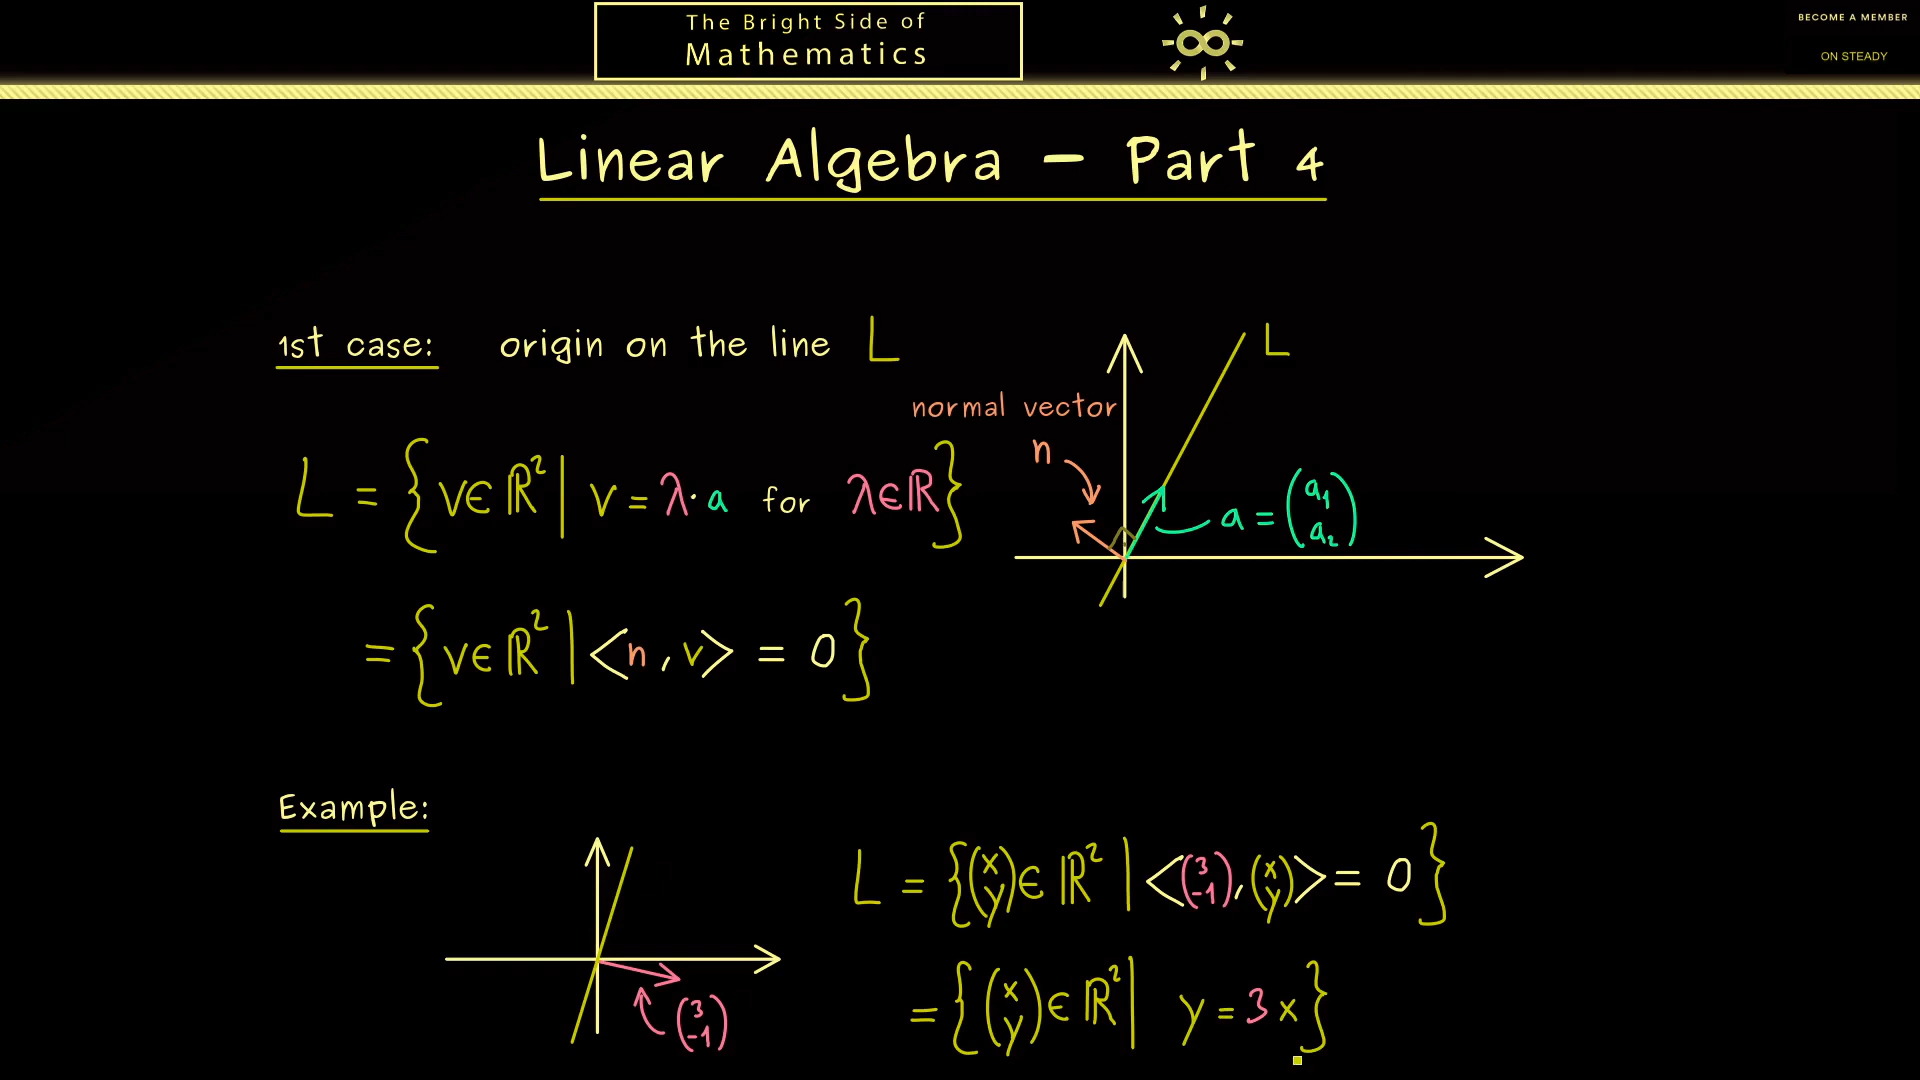 The Bright Side of
Mathematics
BECOME A MEMBER
ON STEADY
Linear Algebra – Part 4
1st case: origin on the line L
L
normal vector
n
L = {v∈ℝ² | v = λ·a for λ∈ℝ}
a = (a₁ a₂)
= {v∈ℝ² | <n, v> = 0}
Example:
L = {(x y)∈ℝ² | <(3 -1), (x y)> = 0}
(3 -1)
= {(x y)∈ℝ² | y = 3x}